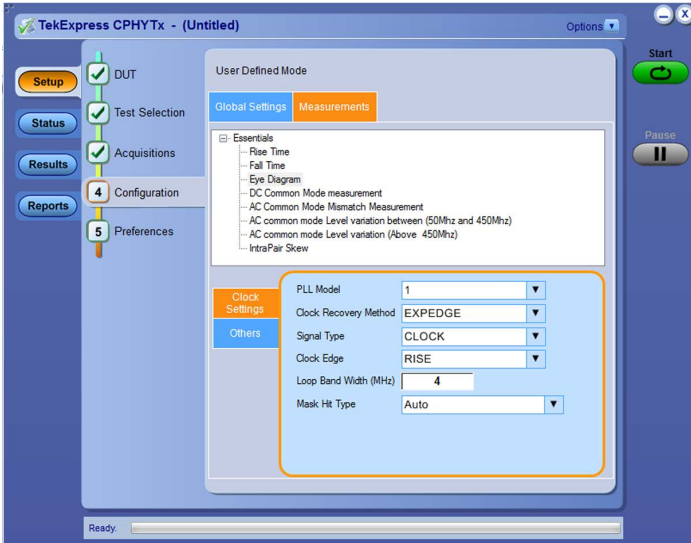 TekExpress CPHYTx - (Untitled)
Options
Start
Setup
Status
Results
Reports
DUT
Test Selection
Acquisitions
4 Configuration
5 Preferences
User Defined Mode
Global Settings Measurements
Essentials
Rise Time
Fall Time
Eye Diagram
DC Common Mode measurement
AC Common Mode Mismatch Measurement
AC common mode Level variation between (50Mhz and 450Mhz)
AC common mode Level variation (Above 450Mhz)
IntraPair Skew
Clock
Settings
Others
PLL Model 1
Clock Recovery Method EXPEDGE
Signal Type CLOCK
Clock Edge RISE
Loop Band Width (MHz) 4
Mask Hit Type Auto
Pause
Ready.